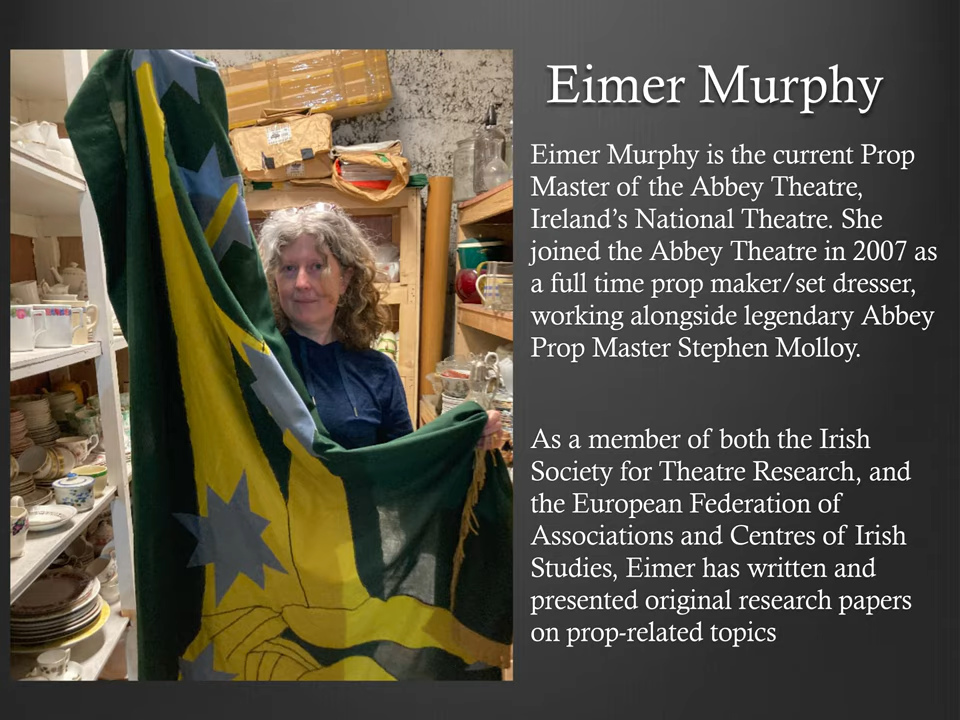 Eimer Murphy
Eimer Murphy is the current Prop
Master of the Abbey Theatre,
Ireland’s National Theatre. She
joined the Abbey Theatre in 2007 as
a full time prop maker/set dresser,
working alongside legendary Abbey
Prop Master Stephen Molloy.
As a member of both the Irish
Society for Theatre Research, and
the European Federation of
Associations and Centres of Irish
Studies, Eimer has written and
presented original research papers
on prop-related topics